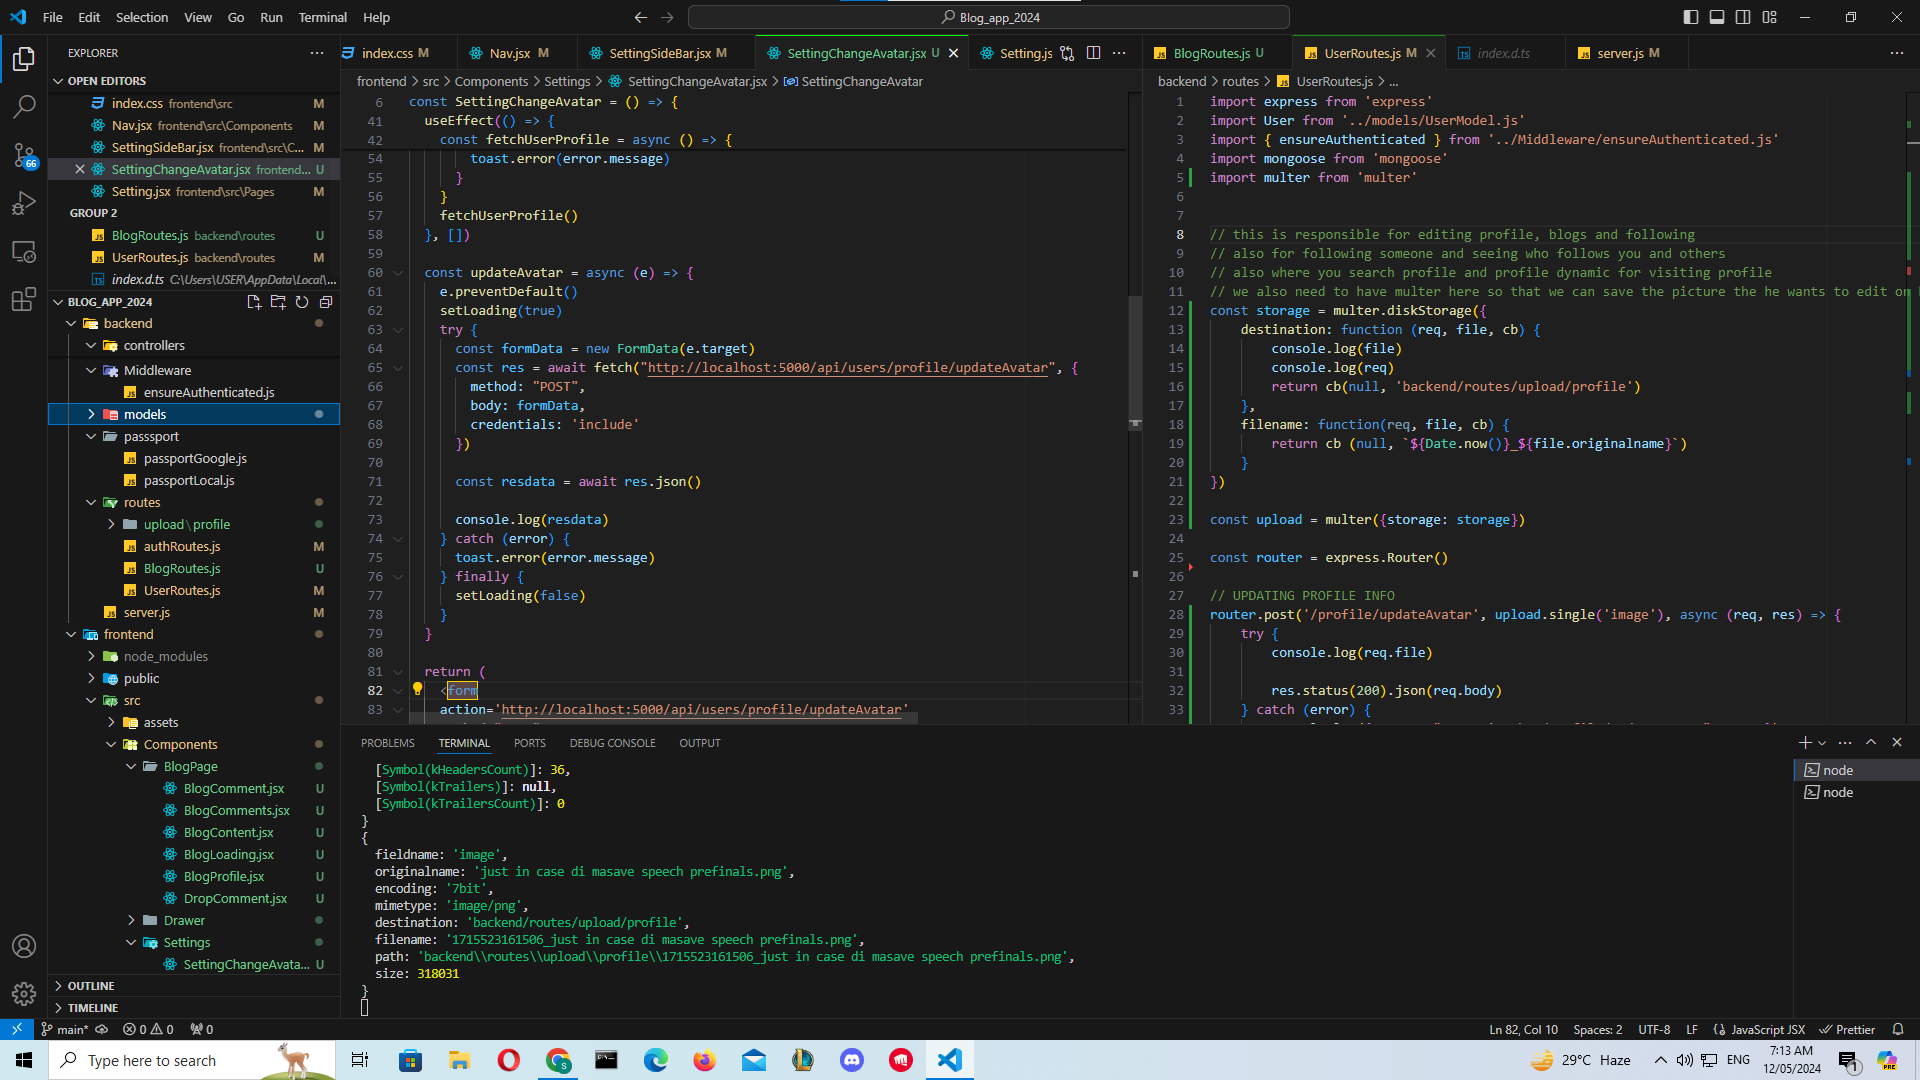 File Edit Selection View Go Run Terminal Help
Blog_app_2024
EXPLORER
OPEN EDITORS
index.css frontend\src M
Nav.jsx frontend\src\Components M
SettingSideBar.jsx frontend\src\C... M
SettingChangeAvatar.jsx frontend... U
Setting.jsx frontend\src\Pages M
GROUP 2
BlogRoutes.js backend\routes U
UserRoutes.js backend\routes M
index.d.ts C:\Users\USER\AppData\Local\...
BLOG_APP_2024
backend
controllers
Middleware
ensureAuthenticated.js
models
passsport
passportGoogle.js
passportLocal.js
routes
upload\profile
authRoutes.js M
BlogRoutes.js U
UserRoutes.js M
server.js M
frontend
node_modules
public
src
assets
Components
BlogPage
BlogComment.jsx U
BlogComments.jsx U
BlogContent.jsx U
BlogLoading.jsx U
BlogProfile.jsx U
DropComment.jsx U
Drawer
Settings
SettingChangeAvata... U
OUTLINE
TIMELINE
66
index.css M Nav.jsx M SettingSideBar.jsx M SettingChangeAvatar.jsx U Setting.js
frontend > src > Components > Settings > SettingChangeAvatar.jsx > SettingChangeAvatar
6 const SettingChangeAvatar = () => {
41 useEffect(() => {
42 const fetchUserProfile = async () => {
54 toast.error(error.message)
55 }
56 }
57 fetchUserProfile()
58 }, [])
59
60 const updateAvatar = async (e) => {
61 e.preventDefault()
62 setLoading(true)
63 try {
64 const formData = new FormData(e.target)
65 const res = await fetch("http://localhost:5000/api/users/profile/updateAvatar", {
66 method: "POST",
67 body: formData,
68 credentials: 'include'
69 })
70
71 const resdata = await res.json()
72
73 console.log(resdata)
74 } catch (error) {
75 toast.error(error.message)
76 } finally {
77 setLoading(false)
78 }
79 }
80
81 return (
82 <form
83 action='http://localhost:5000/api/users/profile/updateAvatar'
BlogRoutes.js U UserRoutes.js M index.d.ts server.js M
backend > routes > UserRoutes.js > ...
1 import express from 'express'
2 import User from '../models/UserModel.js'
3 import { ensureAuthenticated } from '../Middleware/ensureAuthenticated.js'
4 import mongoose from 'mongoose'
5 import multer from 'multer'
6
7
8 // this is responsible for editing profile, blogs and following
9 // also for following someone and seeing who follows you and others
10 // also where you search profile and profile dynamic for visiting profile
11 // we also need to have multer here so that we can save the picture the he wants to edit on
12 const storage = multer.diskStorage({
13 destination: function (req, file, cb) {
14 console.log(file)
15 console.log(req)
16 return cb(null, 'backend/routes/upload/profile')
17 },
18 filename: function(req, file, cb) {
19 return cb (null, `${Date.now()}_${file.originalname}`)
20 }
21 })
22
23 const upload = multer({storage: storage})
24
25 const router = express.Router()
26
27 // UPDATING PROFILE INFO
28 router.post('/profile/updateAvatar', upload.single('image'), async (req, res) => {
29 try {
30 console.log(req.file)
31
32 res.status(200).json(req.body)
33 } catch (error) {
PROBLEMS TERMINAL PORTS DEBUG CONSOLE OUTPUT
[Symbol(kHeadersCount)]: 36,
[Symbol(kTrailers)]: null,
[Symbol(kTrailersCount)]: 0
}
{
fieldname: 'image',
originalname: 'just in case di masave speech prefinals.png',
encoding: '7bit',
mimetype: 'image/png',
destination: 'backend/routes/upload/profile',
filename: '1715523161506_just in case di masave speech prefinals.png',
path: 'backend\\routes\\upload\\profile\\1715523161506_just in case di masave speech prefinals.png',
size: 318031
}
node
node
main* 0 0 0
Ln 82, Col 10 Spaces: 2 UTF-8 LF JavaScript JSX Prettier
Type here to search
29°C Haze
ENG
7:13 AM
12/05/2024
1
PRE